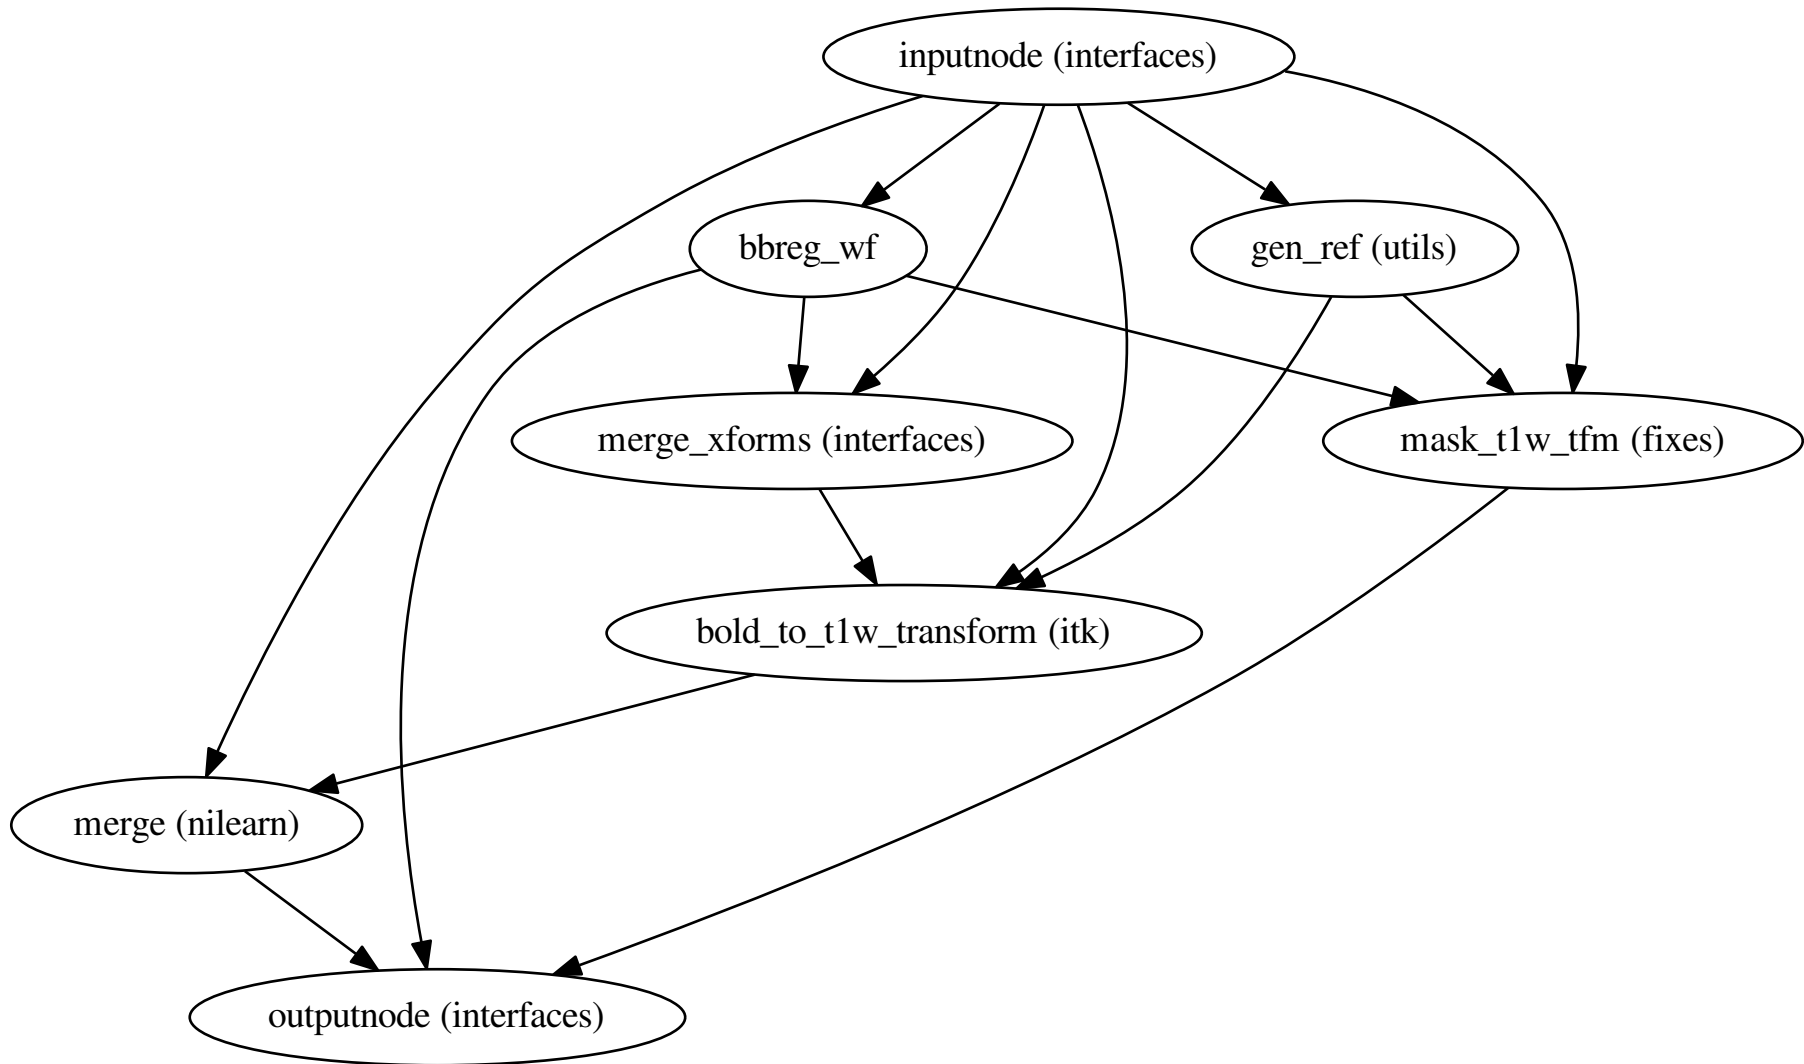 inputnode (interfaces)
bbreg_wf
gen_ref (utils)
merge_xforms (interfaces)
mask_t1w_tfm (fixes)
bold_to_t1w_transform (itk)
merge (nilearn)
outputnode (interfaces)